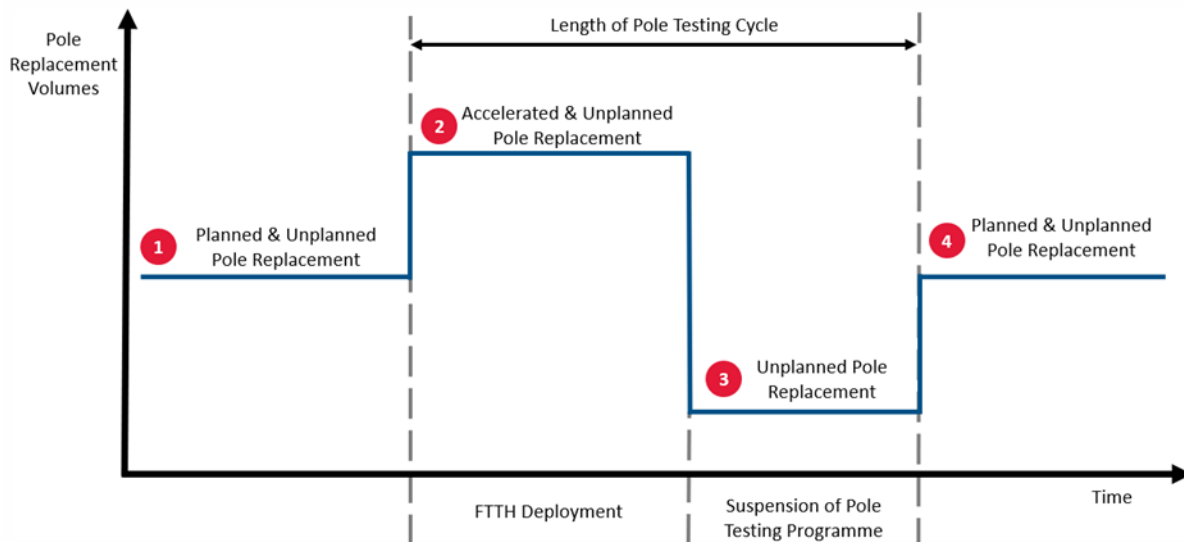 Pole
Replacement
Volumes
Length of Pole Testing Cycle
2
Accelerated & Unplanned
Pole Replacement
1
Planned & Unplanned
Pole Replacement
3
Unplanned Pole
Replacement
4
Planned & Unplanned
Pole Replacement
FTTH Deployment
Suspension of Pole
Testing Programme
Time